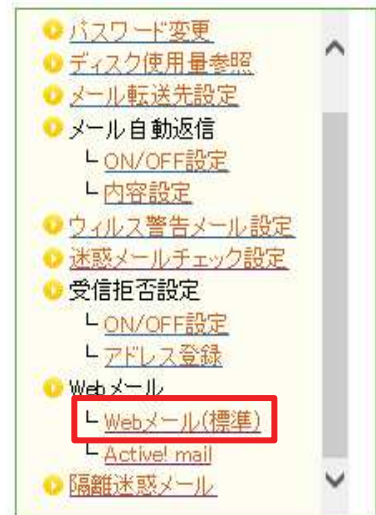 パスワード変更
ディスク使用量参照
メール転送先設定
メール自動返信
└ ON/OFF設定
└ 内容設定
ウィルス警告メール設定
迷惑メールチェック設定
受信拒否設定
└ ON/OFF設定
└ アドレス登録
Webメール
└ Webメール(標準)
└ Active! mail
隔離迷惑メール